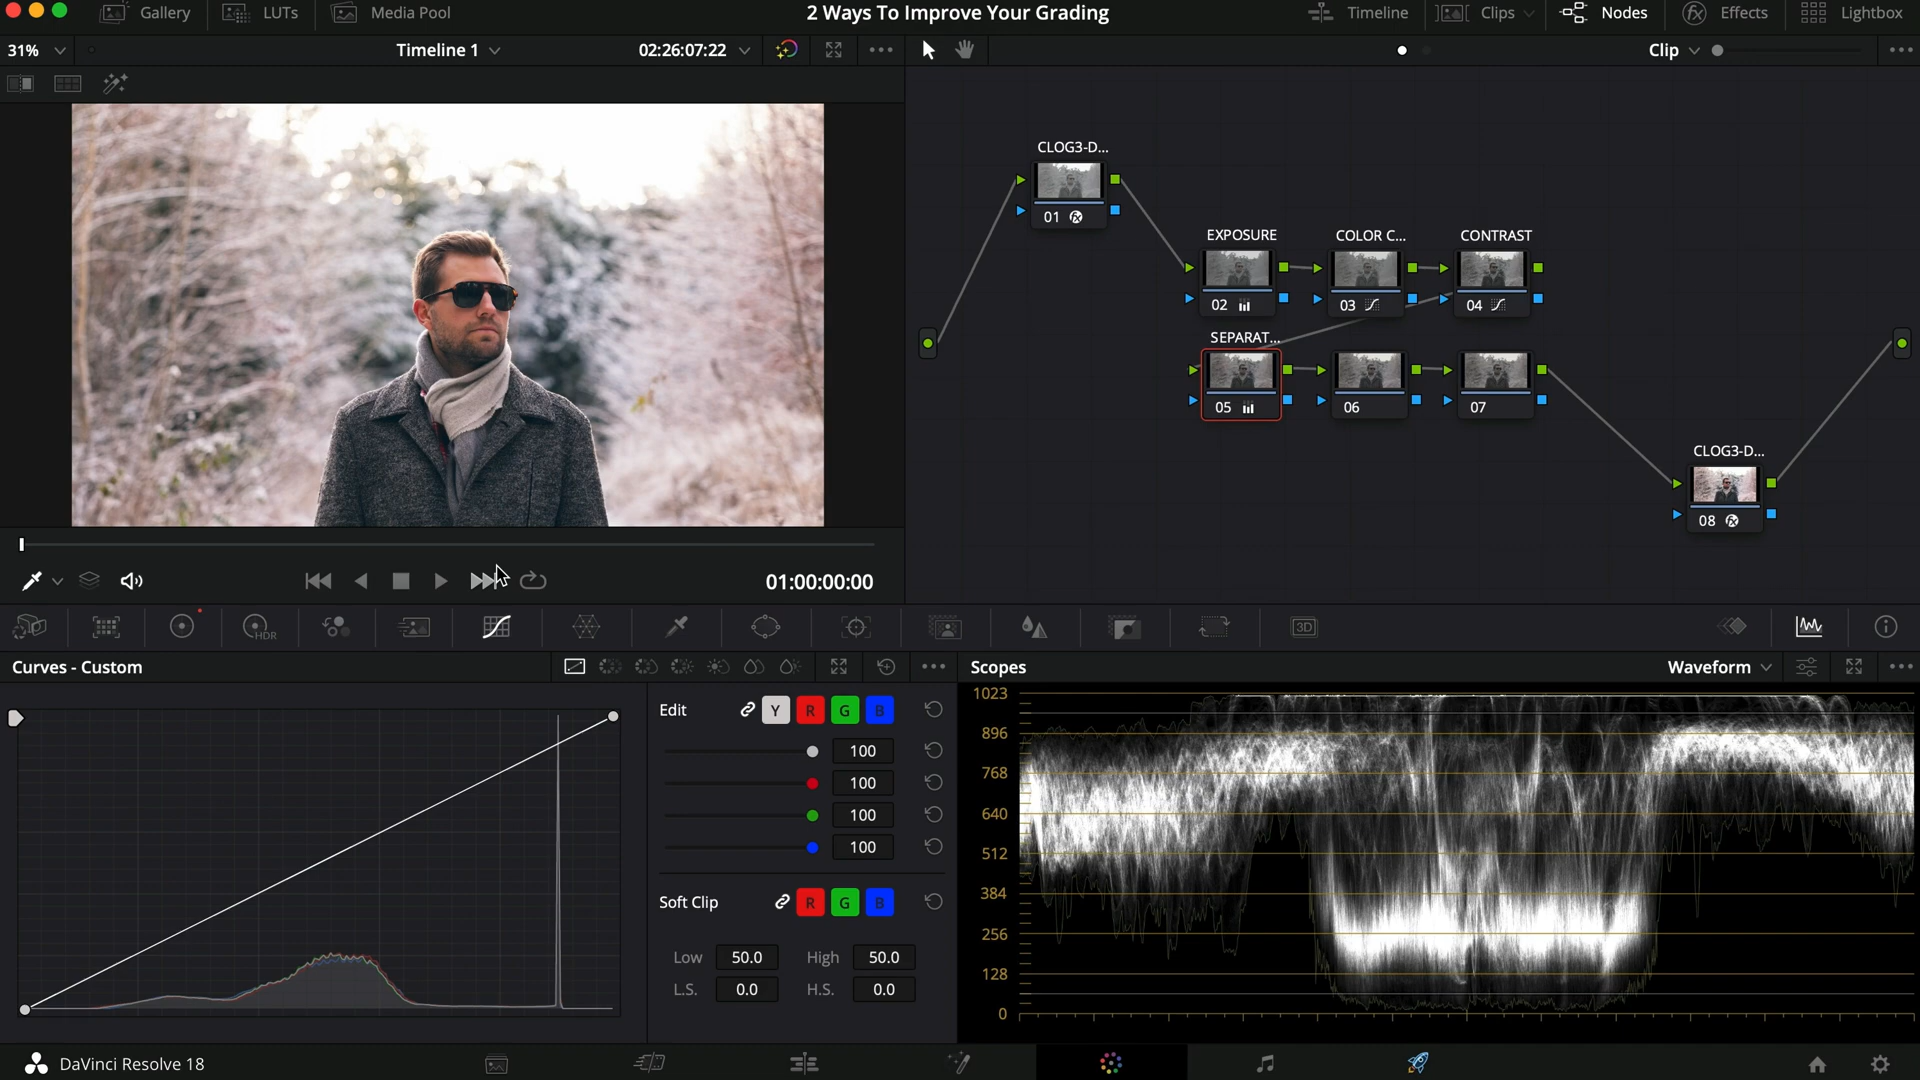 Gallery
LUTs
Media Pool
2 Ways To Improve Your Grading
Timeline
Clips
Nodes
Effects
Lightbox
31%
Timeline 1
02:26:07:22
Clip
CLOG3-D...
01
EXPOSURE
COLOR C...
CONTRAST
02
03
04
SEPARAT...
05
06
07
CLOG3-D...
08
01:00:00:00
HDR
3D
Curves - Custom
Scopes
Waveform
Edit
Y
R
G
B
100
100
100
100
Soft Clip
R
G
B
Low
50.0
High
50.0
L.S.
0.0
H.S.
0.0
1023
896
768
640
512
384
256
128
0
DaVinci Resolve 18